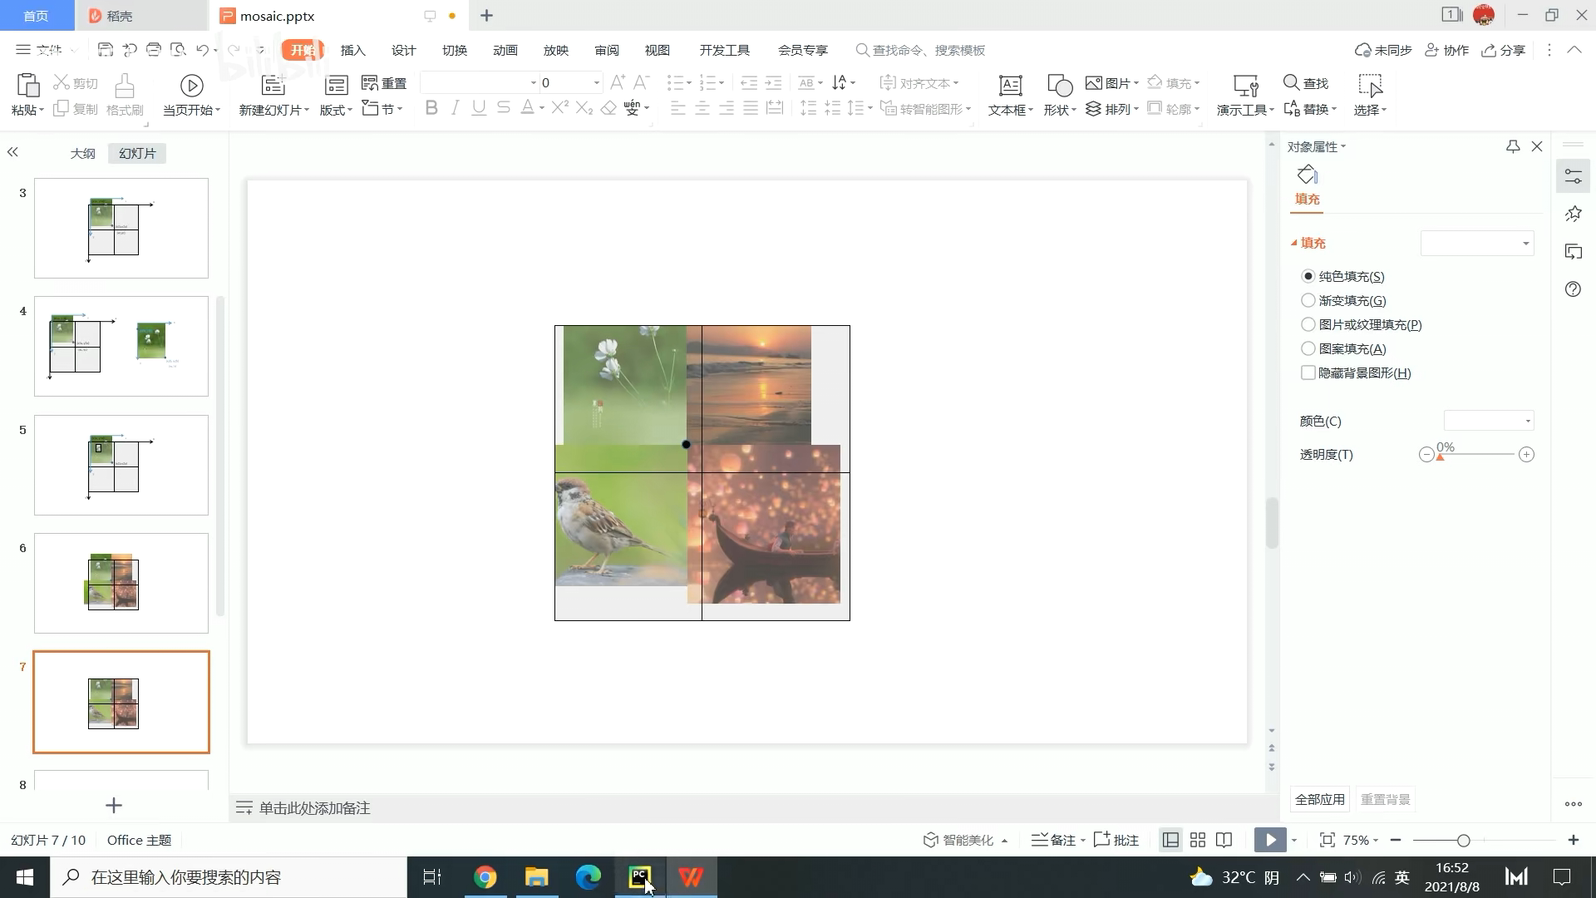 首页
稻壳
mosaic.pptx
文件
开始
插入
设计
切换
动画
放映
审阅
视图
开发工具
会员专享
查找命令、搜索模板
未同步
协作
分享
粘贴
剪切
复制
格式刷
当页开始
新建幻灯片
版式
重置
节
0
对齐文本
转智能图形
文本框
形状
图片
排列
填充
轮廓
演示工具
查找
替换
选择
大纲
幻灯片
3
4
5
6
7
8
对象属性
填充
填充
纯色填充(S)
渐变填充(G)
图片或纹理填充(P)
图案填充(A)
隐藏背景图形(H)
颜色(C)
透明度(T)
0%
全部应用
重置背景
单击此处添加备注
幻灯片 7 / 10
Office 主题
智能美化
备注
批注
75%
在这里输入你要搜索的内容
32°C 阴
英
16:52
2021/8/8